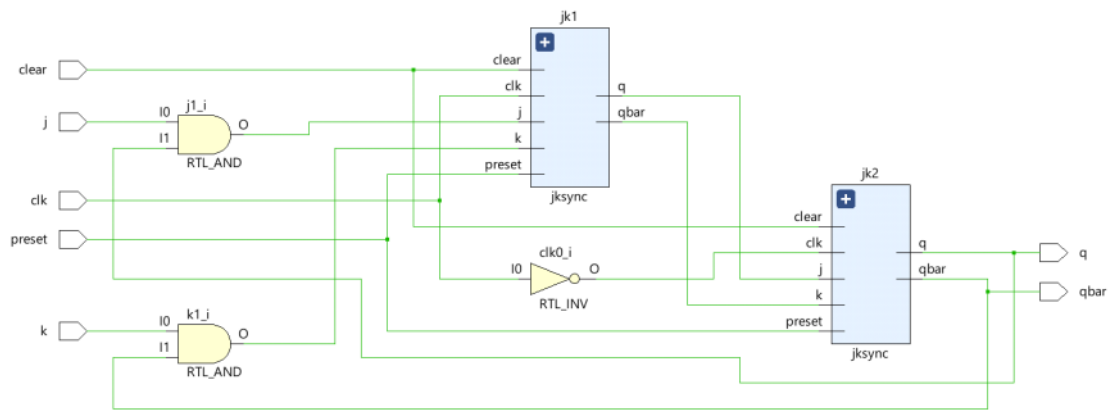 jk1
clear
clk
j
k
preset
q
qbar
jksync
clear
j
clk
preset
k
j1_i
I0
I1
O
RTL_AND
k1_i
I0
I1
O
RTL_AND
clk0_i
I0
O
RTL_INV
jk2
clear
clk
j
k
preset
q
qbar
jksync
q
qbar